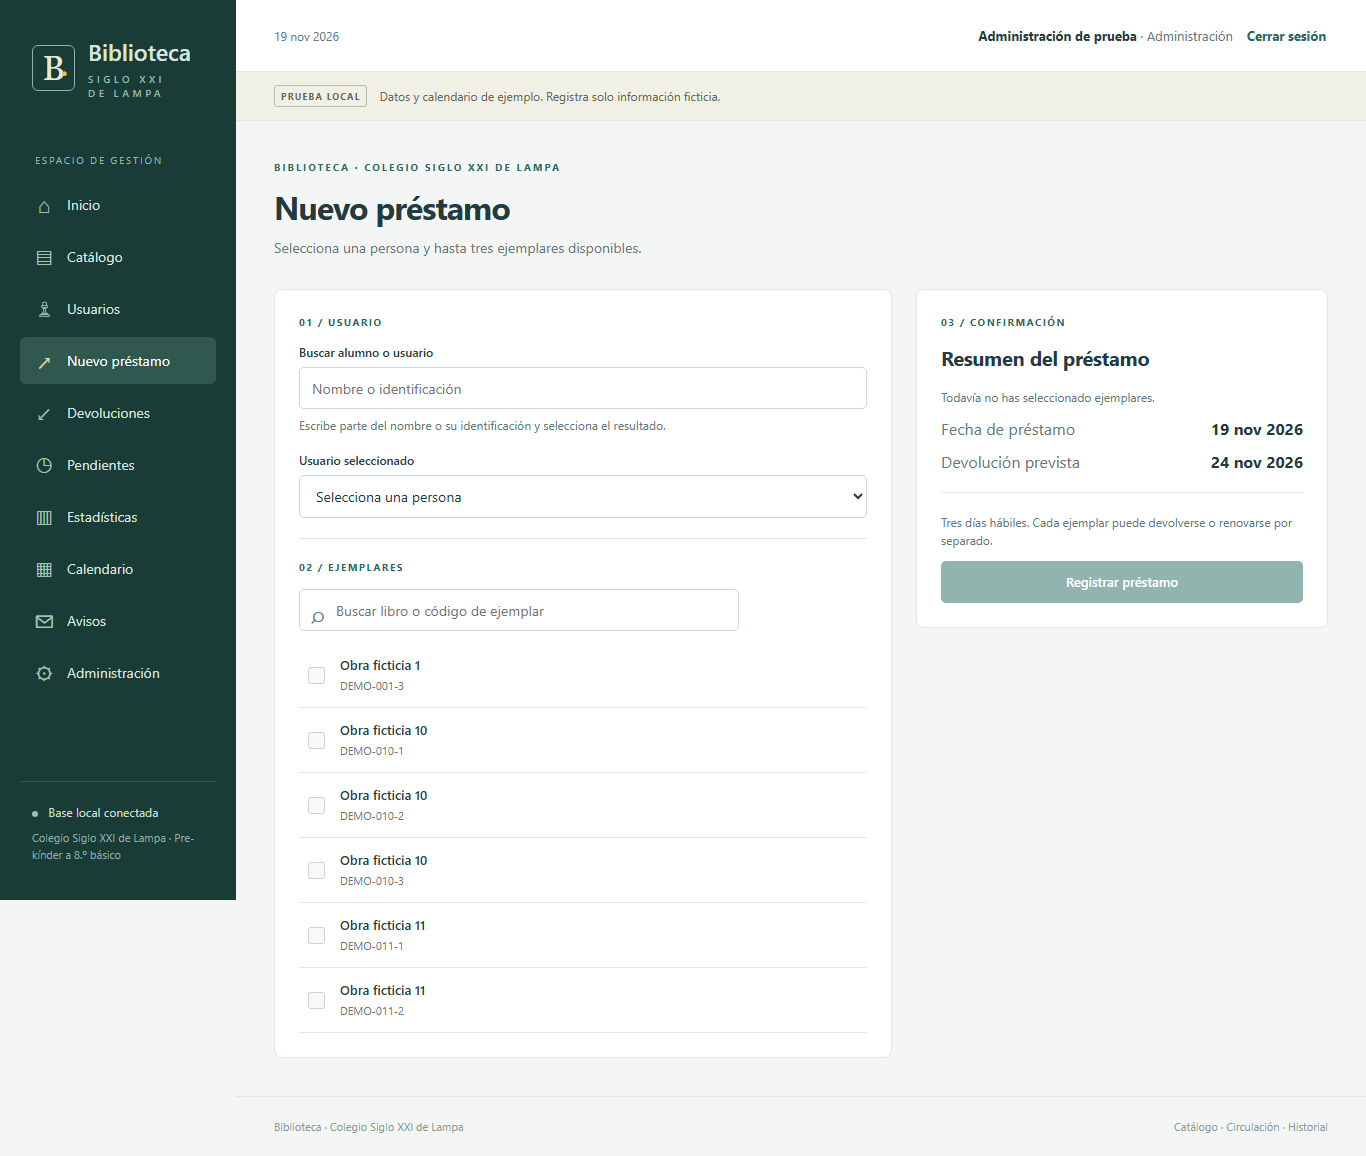 B
Biblioteca
SIGLO XXI
DE LAMPA
ESPACIO DE GESTIÓN
Inicio
Catálogo
Usuarios
Nuevo préstamo
Devoluciones
Pendientes
Estadísticas
Calendario
Avisos
Administración
Base local conectada
Colegio Siglo XXI de Lampa · Pre-
kínder a 8.º básico
19 nov 2026
Administración de prueba · Administración
Cerrar sesión
PRUEBA LOCAL
Datos y calendario de ejemplo. Registra solo información ficticia.
BIBLIOTECA · COLEGIO SIGLO XXI DE LAMPA
Nuevo préstamo
Selecciona una persona y hasta tres ejemplares disponibles.
01 / USUARIO
Buscar alumno o usuario
Nombre o identificación
Escribe parte del nombre o su identificación y selecciona el resultado.
Usuario seleccionado
Selecciona una persona
02 / EJEMPLARES
Buscar libro o código de ejemplar
Obra ficticia 1
DEMO-001-3
Obra ficticia 10
DEMO-010-1
Obra ficticia 10
DEMO-010-2
Obra ficticia 10
DEMO-010-3
Obra ficticia 11
DEMO-011-1
Obra ficticia 11
DEMO-011-2
03 / CONFIRMACIÓN
Resumen del préstamo
Todavía no has seleccionado ejemplares.
Fecha de préstamo 19 nov 2026
Devolución prevista 24 nov 2026
Tres días hábiles. Cada ejemplar puede devolverse o renovarse por
separado.
Registrar préstamo
Biblioteca · Colegio Siglo XXI de Lampa
Catálogo · Circulación · Historial